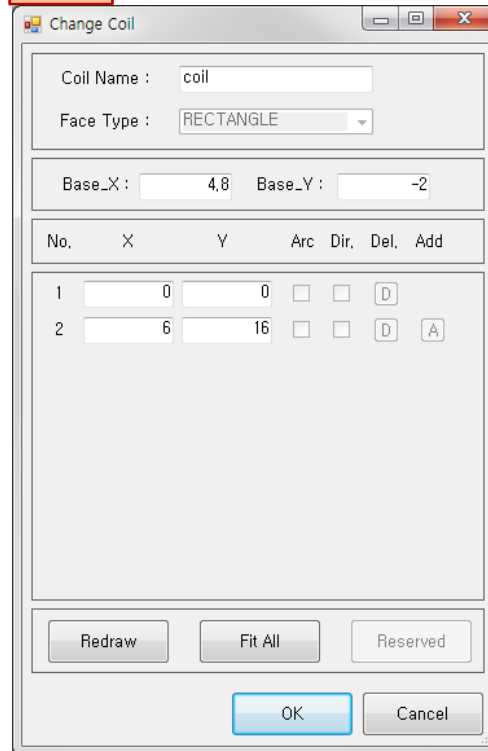 Change Coil
Coil Name : coil
Face Type : RECTANGLE
Base_X : 4.8 Base_Y : -2
No. X Y Arc Dir. Del. Add
1 0 0 D
2 6 16 D A
Redraw Fit All Reserved
OK Cancel